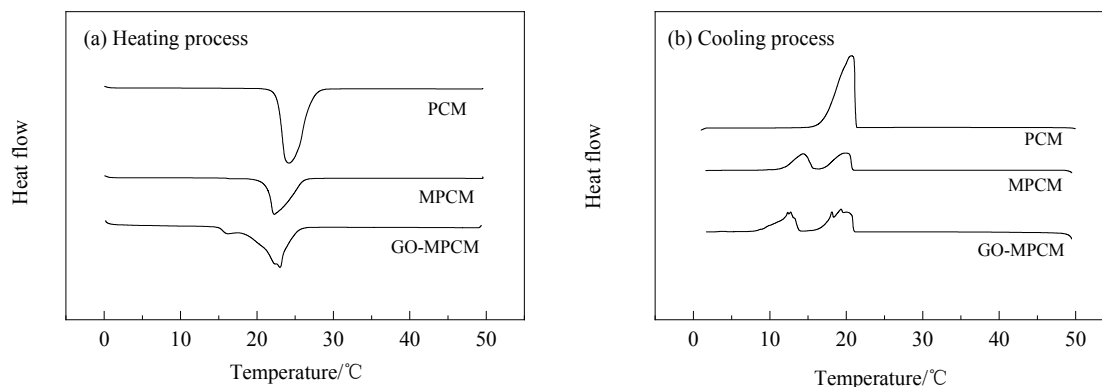 (a) Heating process
PCM
MPCM
GO-MPCM
Heat flow
0 10 20 30 40 50
Temperature/℃
(b) Cooling process
PCM
MPCM
GO-MPCM
Heat flow
0 10 20 30 40 50
Temperature/℃